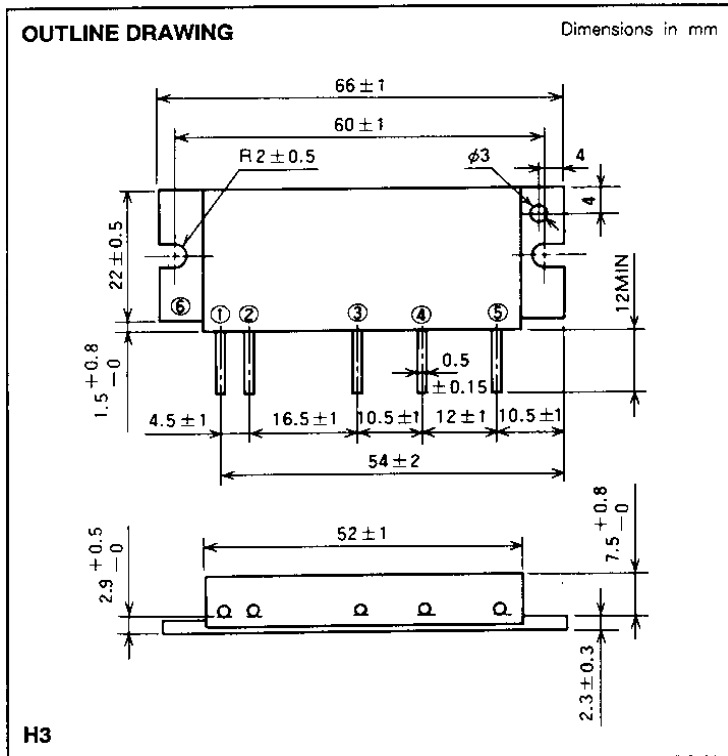 OUTLINE DRAWING
Dimensions in mm
66±1
60±1
R2±0.5
φ3
4
4
22±0.5
12MIN
⑥ ① ② ③ ④ ⑤
0.5
±0.15
1.5 +0.8 −0
4.5±1
16.5±1
10.5±1
12±1
10.5±1
54±2
52±1
2.9 +0.5 −0
7.5 +0.8 −0
2.3±0.3
H3